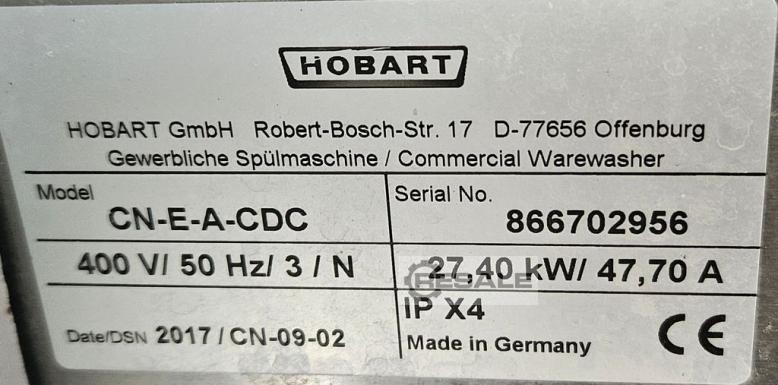 HOBART
HOBART GmbH Robert-Bosch-Str. 17 D-77656 Offenburg
Gewerbliche Spülmaschine / Commercial Warewasher
Model
CN-E-A-CDC
Serial No.
866702956
400 V/ 50 Hz/ 3 / N
27,40 kW/ 47,70 A
RESALE
Date/DSN 2017 / CN-09-02
IP X4
Made in Germany
CE